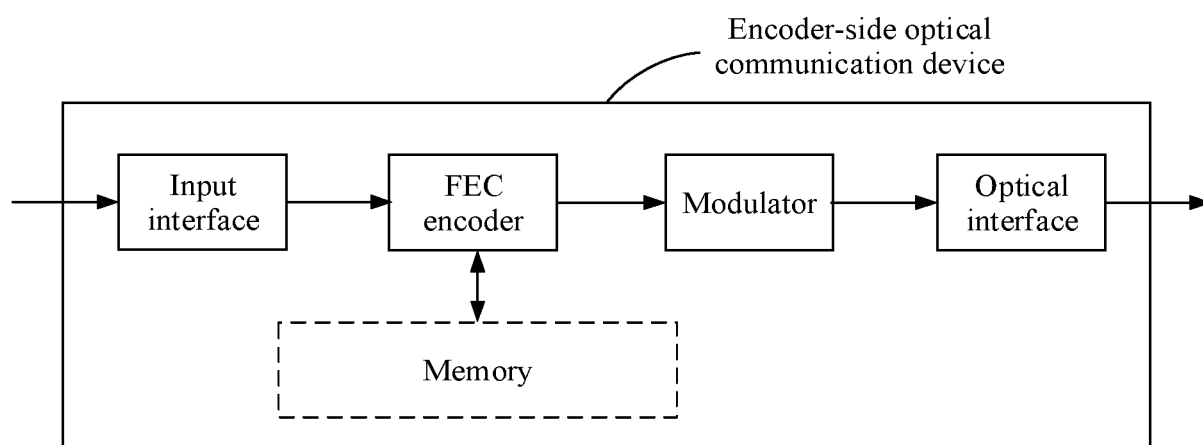 Encoder-side optical
communication device
Input
interface
FEC
encoder
Modulator
Optical
interface
Memory